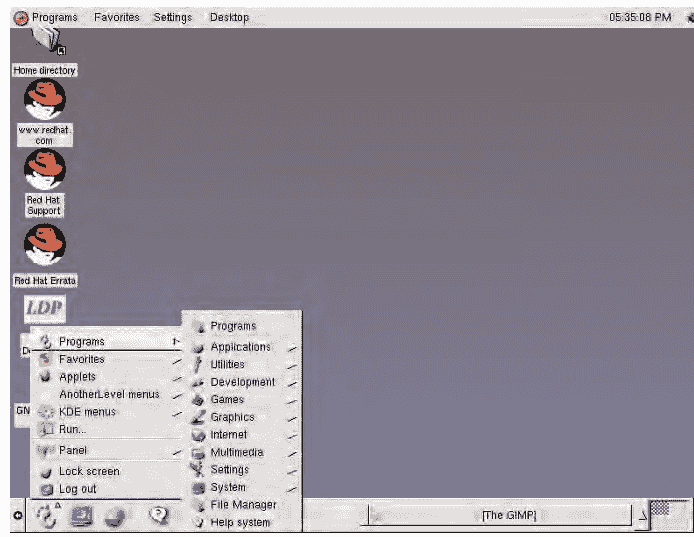 Programs Favorites Settings Desktop 05:35:08 PM
Home directory
www.redhat.
com
Red Hat
Support
Red Hat Errata
LDP
GN
Programs
Favorites
Applets
AnotherLevel menus
KDE menus
Run...
Panel
Lock screen
Log out
Programs
Applications
Utilities
Development
Games
Graphics
Internet
Multimedia
Settings
System
File Manager
Help system
[The GIMP]